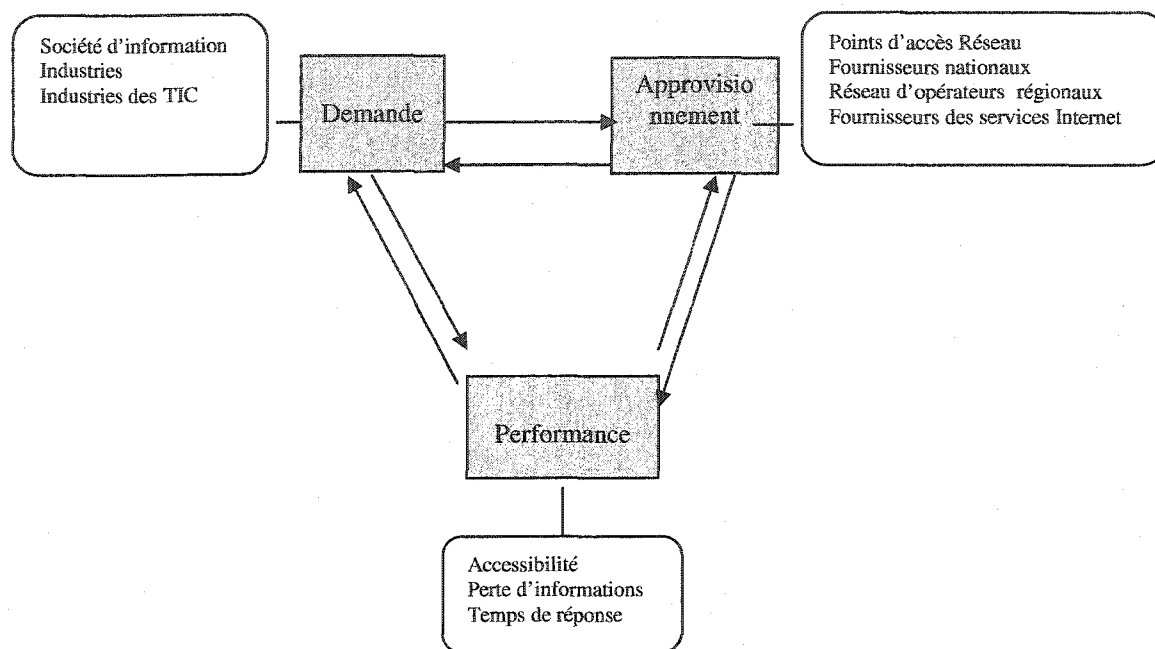 Société d'information
Industries
Industries des TIC
Demande
Approvisio
nnement
Points d'accès Réseau
Fournisseurs nationaux
Réseau d'opérateurs régionaux
Fournisseurs des services Internet
Performance
Accessibilité
Perte d'informations
Temps de réponse